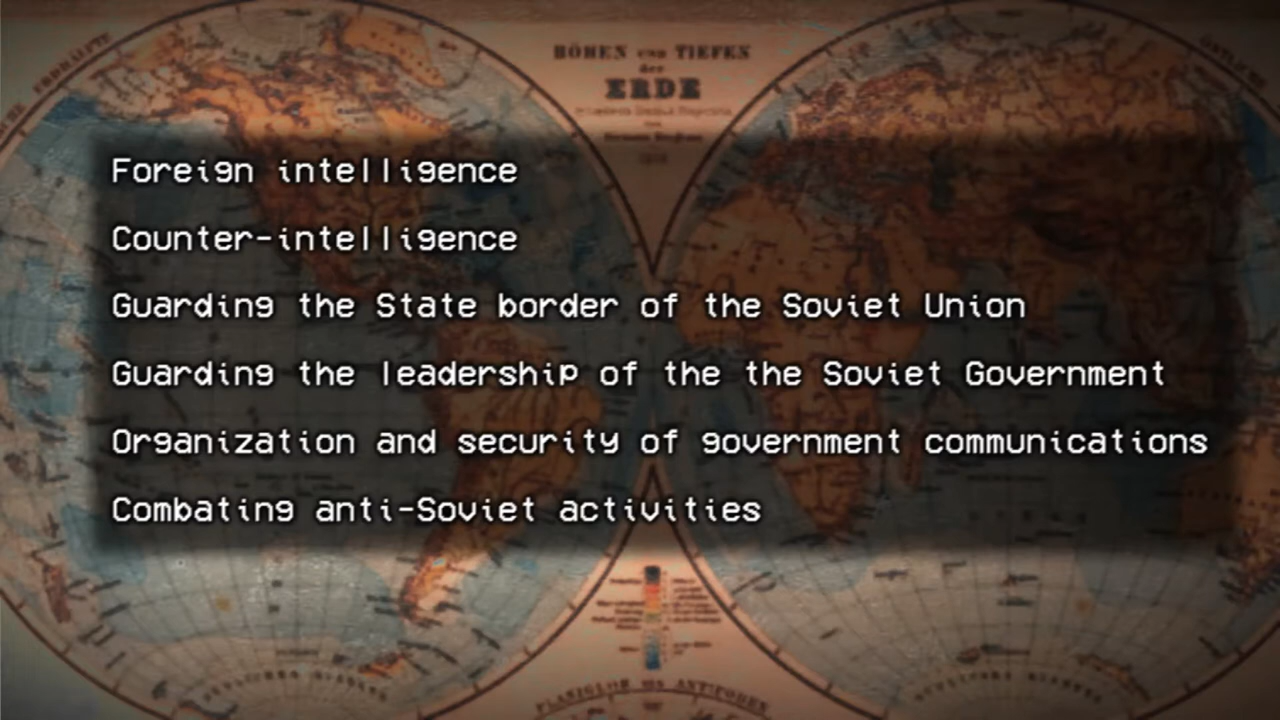 HÖHEN UND TIEFEN
der
ERDE
Foreign intelligence
Counter-intelligence
Guarding the State border of the Soviet Union
Guarding the leadership of the the Soviet Government
Organization and security of government communications
Combating anti-Soviet activities